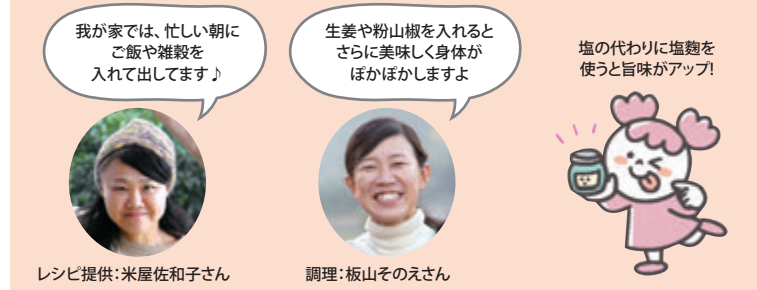 我が家では、忙しい朝に
ご飯や雑穀を
入れて出してます♪
生姜や粉山椒を入れると
さらに美味しく身体が
ぽかぽかしますよ
塩の代わりに塩麴を
使うと旨味がアップ!
レシピ提供:米屋佐和子さん
調理:板山そのえさん